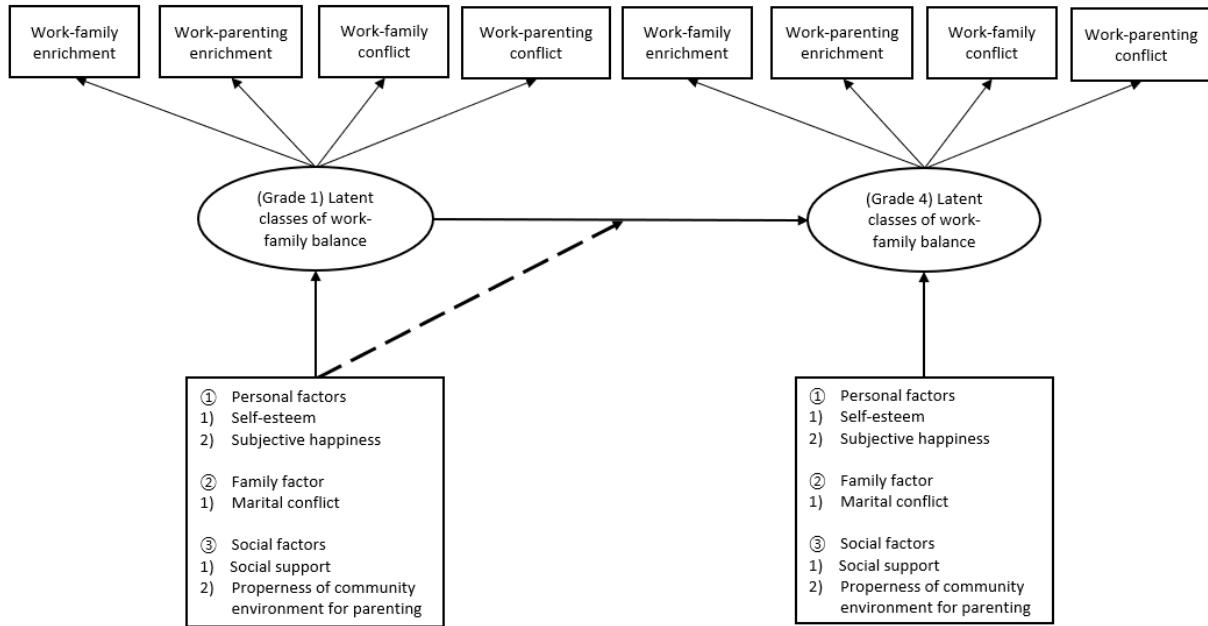 Work-family
enrichment
Work-parenting
enrichment
Work-family
conflict
Work-parenting
conflict
Work-family
enrichment
Work-parenting
enrichment
Work-family
conflict
Work-parenting
conflict
(Grade 1) Latent
classes of work-
family balance
(Grade 4) Latent
classes of work-
family balance
① Personal factors
1) Self-esteem
2) Subjective happiness
② Family factor
1) Marital conflict
③ Social factors
1) Social support
2) Properness of community
environment for parenting
① Personal factors
1) Self-esteem
2) Subjective happiness
② Family factor
1) Marital conflict
③ Social factors
1) Social support
2) Properness of community
environment for parenting